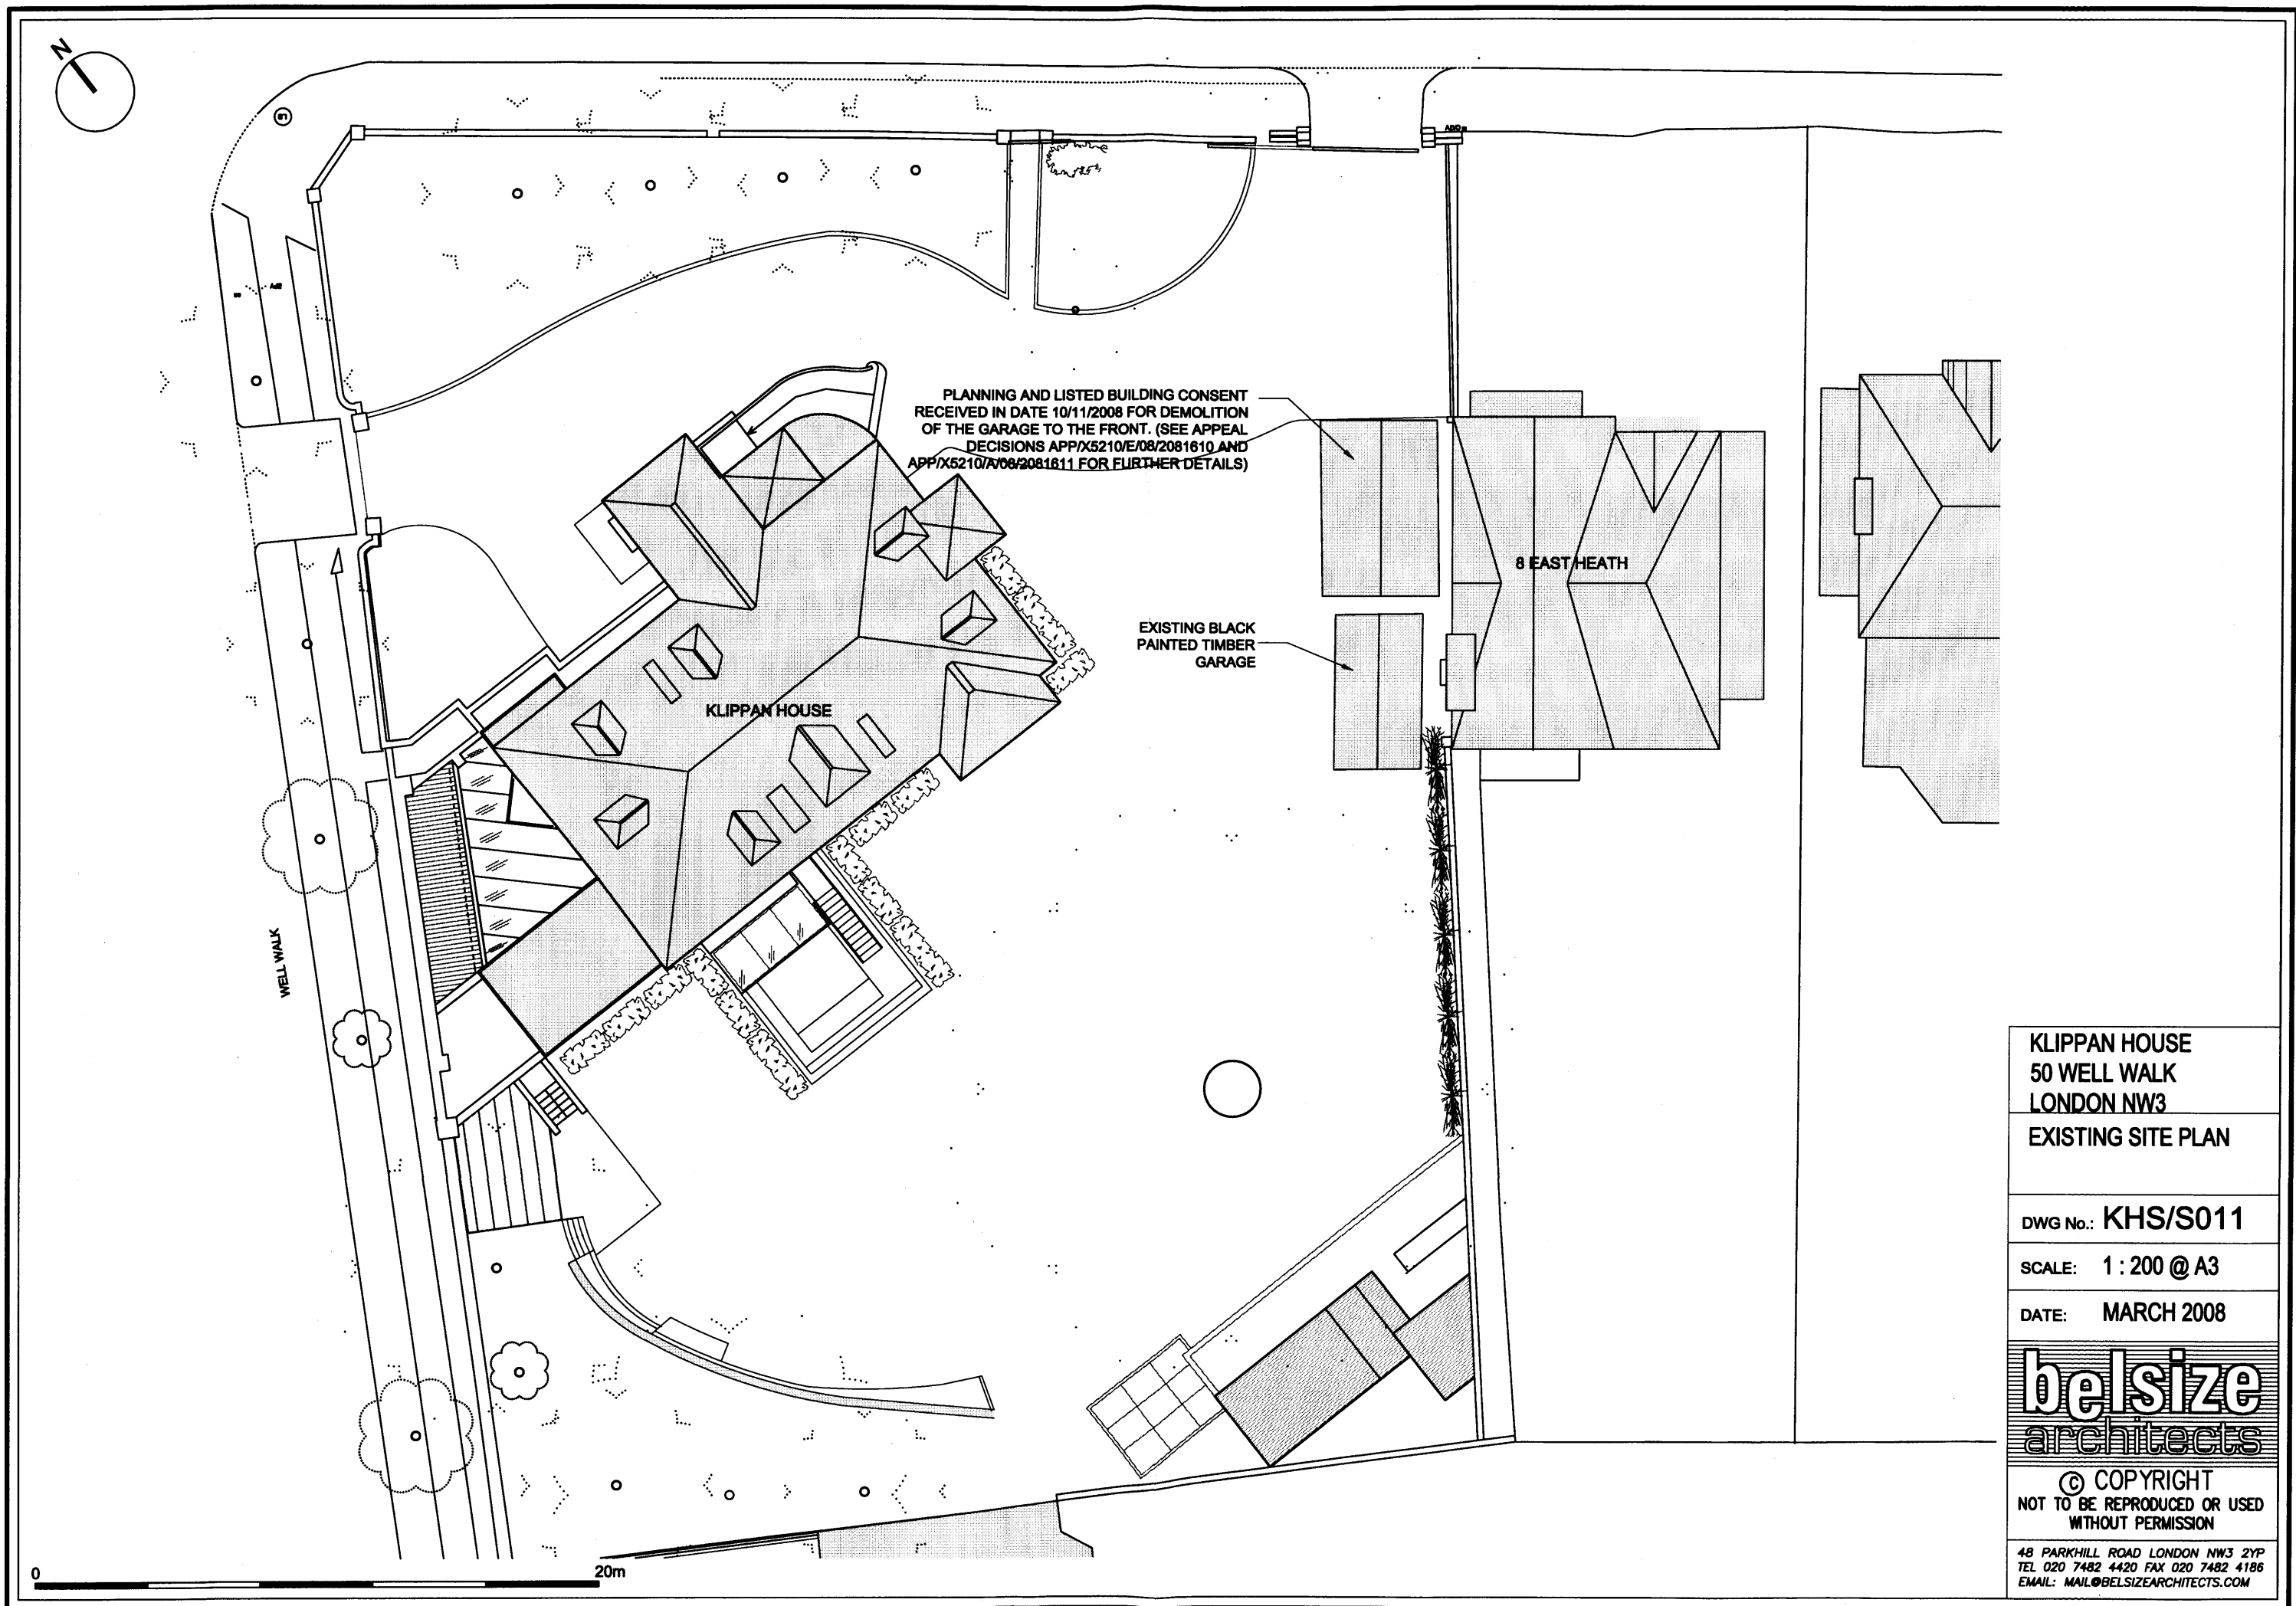 N
PLANNING AND LISTED BUILDING CONSENT
RECEIVED IN DATE 10/11/2008 FOR DEMOLITION
OF THE GARAGE TO THE FRONT. (SEE APPEAL
DECISIONS APP/X5210/E/08/2081610 AND
APP/X5210/A/08/2081611 FOR FURTHER DETAILS)
8 EAST HEATH
EXISTING BLACK
PAINTED TIMBER
GARAGE
KLIPPAN HOUSE
WELL WALK
0
20m
KLIPPAN HOUSE
50 WELL WALK
LONDON NW3
EXISTING SITE PLAN
DWG No.: KHS/S011
SCALE: 1 : 200 @ A3
DATE: MARCH 2008
belsize
architects
© COPYRIGHT
NOT TO BE REPRODUCED OR USED
WITHOUT PERMISSION
48 PARKHILL ROAD LONDON NW3 2YP
TEL 020 7482 4420 FAX 020 7482 4186
EMAIL: MAIL@BELSIZEARCHITECTS.COM